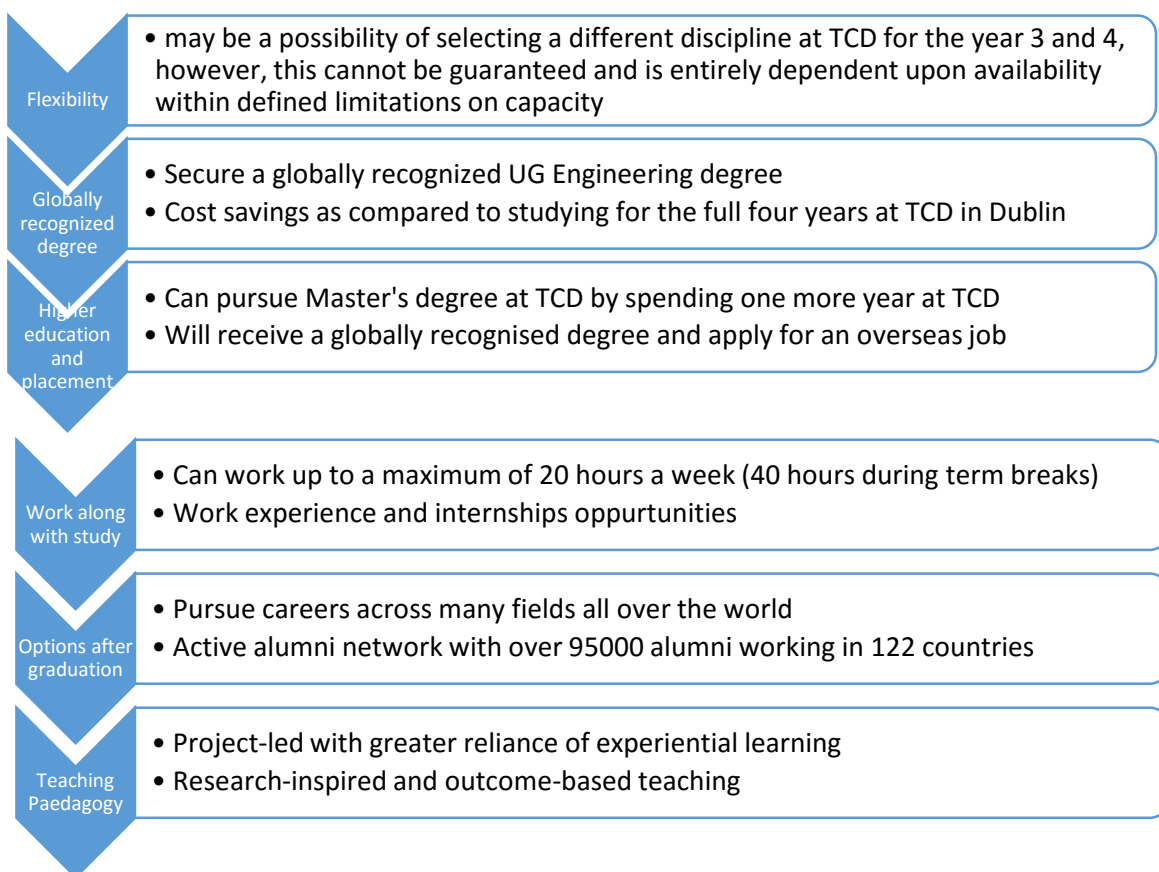 Flexibility
• may be a possibility of selecting a different discipline at TCD for the year 3 and 4,
however, this cannot be guaranteed and is entirely dependent upon availability
within defined limitations on capacity
Globally
recognized
degree
• Secure a globally recognized UG Engineering degree
• Cost savings as compared to studying for the full four years at TCD in Dublin
Higher
education
and
placement
• Can pursue Master's degree at TCD by spending one more year at TCD
• Will receive a globally recognised degree and apply for an overseas job
Work along
with study
• Can work up to a maximum of 20 hours a week (40 hours during term breaks)
• Work experience and internships oppurtunities
Options after
graduation
• Pursue careers across many fields all over the world
• Active alumni network with over 95000 alumni working in 122 countries
Teaching
Paedagogy
• Project-led with greater reliance of experiential learning
• Research-inspired and outcome-based teaching